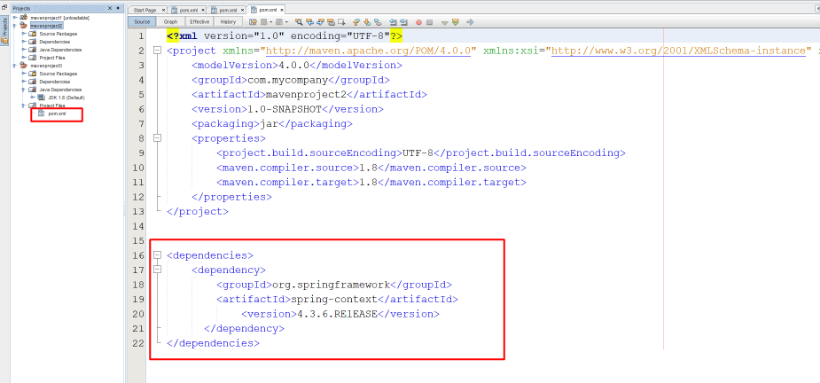 Projects
mavenproject1 [unloadable]
mavenproject2
Source Packages
Dependencies
Java Dependencies
Project Files
mavenproject3
Source Packages
Dependencies
Java Dependencies
JDK 1.8 (Default)
Project Files
pom.xml
Projects
Start Page
pom.xml
pom.xml
pom.xml
Source
Graph
Effective
History
1 <?xml version="1.0" encoding="UTF-8"?>
2 <project xmlns="http://maven.apache.org/POM/4.0.0" xmlns:xsi="http://www.w3.org/2001/XMLSchema-instance"
3 <modelVersion>4.0.0</modelVersion>
4 <groupId>com.mycompany</groupId>
5 <artifactId>mavenproject2</artifactId>
6 <version>1.0-SNAPSHOT</version>
7 <packaging>jar</packaging>
8 <properties>
9 <project.build.sourceEncoding>UTF-8</project.build.sourceEncoding>
10 <maven.compiler.source>1.8</maven.compiler.source>
11 <maven.compiler.target>1.8</maven.compiler.target>
12 </properties>
13 </project>
14
15
16 <dependencies>
17 <dependency>
18 <groupId>org.springframework</groupId>
19 <artifactId>spring-context</artifactId>
20 <version>4.3.6.RElEASE</version>
21 </dependency>
22 </dependencies>